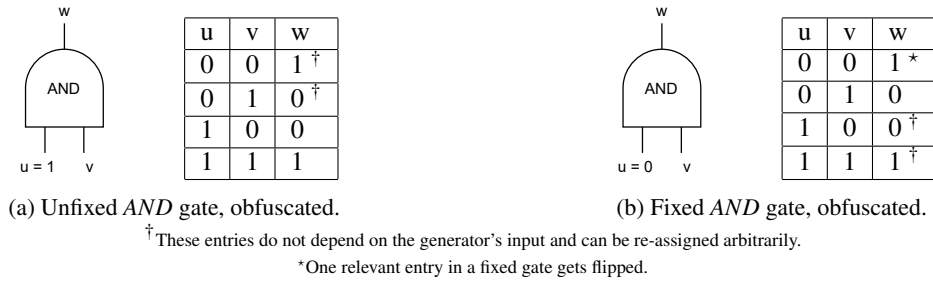 w
AND
u = 1 v
u v w
0 0 1 †
0 1 0 †
1 0 0
1 1 1
(a) Unfixed AND gate, obfuscated.
w
AND
u = 0 v
u v w
0 0 1 ⋆
0 1 0
1 0 0 †
1 1 1 †
(b) Fixed AND gate, obfuscated.
† These entries do not depend on the generator's input and can be re-assigned arbitrarily.
⋆One relevant entry in a fixed gate gets flipped.